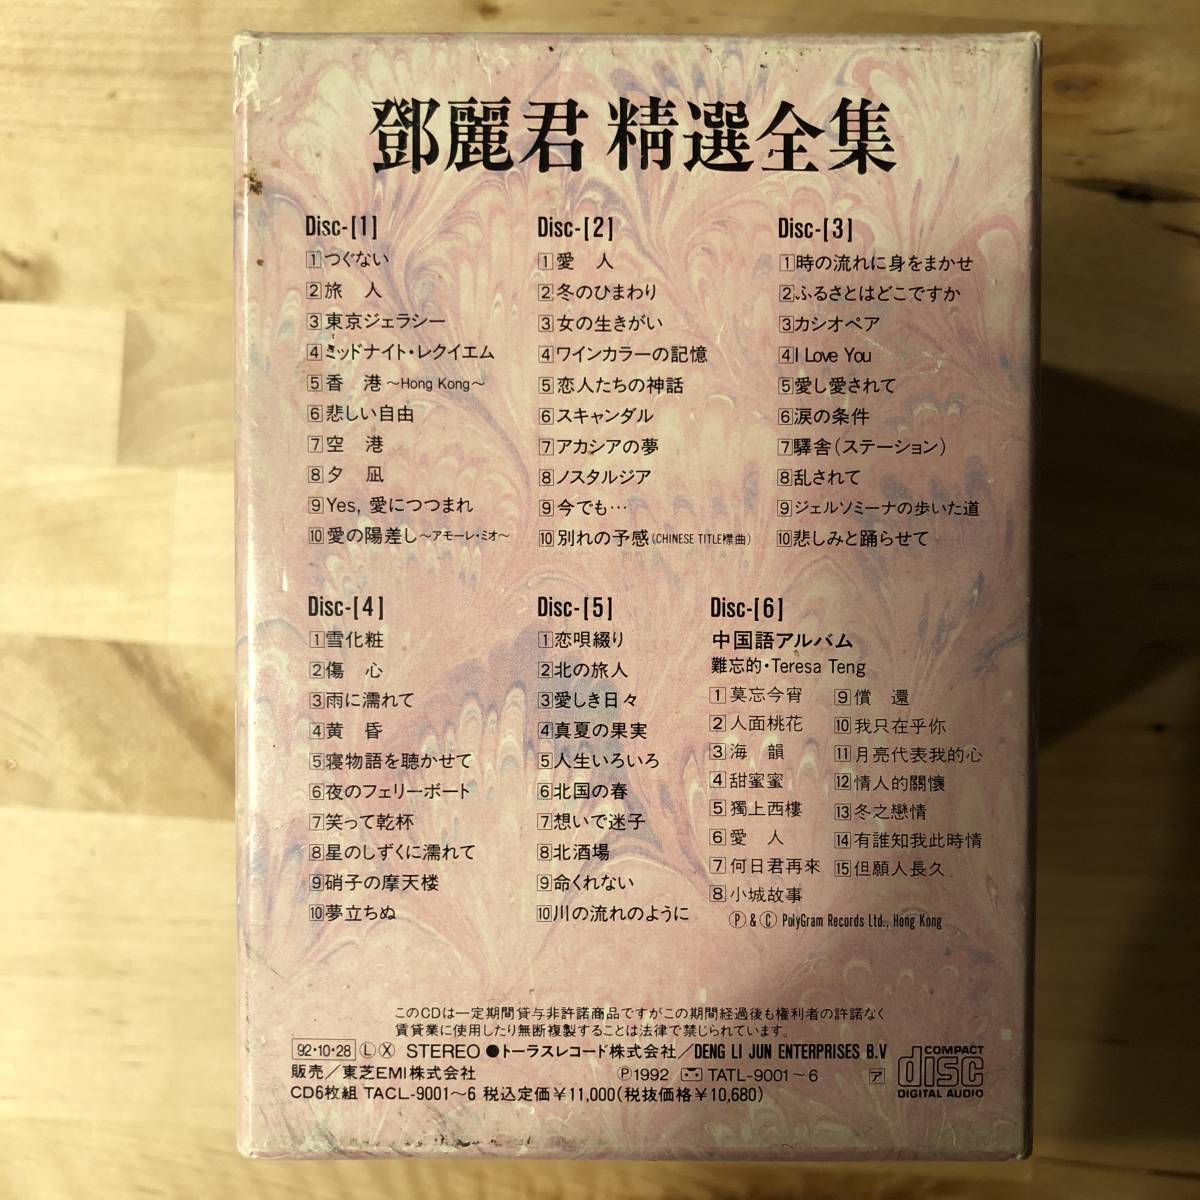 鄧麗君 精選全集
Disc-[1]
1 つぐない
2 旅 人
3 東京ジェラシー
4 ミッドナイト・レクイエム
5 香 港 ～Hong Kong～
6 悲しい自由
7 空 港
8 夕 凪
9 Yes, 愛につつまれ
10 愛の陽差し～アモーレ・ミオ～
Disc-[2]
1 愛 人
2 冬のひまわり
3 女の生きがい
4 ワインカラーの記憶
5 恋人たちの神話
6 スキャンダル
7 アカシアの夢
8 ノスタルジア
9 今でも…
10 別れの予感(CHINESE TITLE襟曲)
Disc-[3]
1 時の流れに身をまかせ
2 ふるさとはどこですか
3 カシオペア
4 I Love You
5 愛し愛されて
6 涙の条件
7 驛舎(ステーション)
8 乱されて
9 ジェルソミーナの歩いた道
10 悲しみと踊らせて
Disc-[4]
1 雪化粧
2 傷 心
3 雨に濡れて
4 黄 昏
5 寝物語を聴かせて
6 夜のフェリーボート
7 笑って乾杯
8 星のしずくに濡れて
9 硝子の摩天楼
10 夢立ちぬ
Disc-[5]
1 恋唄綴り
2 北の旅人
3 愛しき日々
4 真夏の果実
5 人生いろいろ
6 北国の春
7 想いで迷子
8 北酒場
9 命くれない
10 川の流れのように
Disc-[6]
中国語アルバム
難忘的・Teresa Teng
1 莫忘今宵
2 人面桃花
3 海 韻
4 甜蜜蜜
5 獨上西樓
6 愛 人
7 何日君再來
8 小城故事
9 償 還
10 我只在乎你
11 月亮代表我的心
12 情人的關懷
13 冬之戀情
14 有誰知我此時情
15 但願人長久
Ⓟ & Ⓒ PolyGram Records Ltd., Hong Kong
このCDは一定期間貸与非許諾商品ですがこの期間経過後も権利者の許諾なく
賃貸業に使用したり無断複製することは法律で禁じられています。
92・10・28 Ⓛ Ⓧ STEREO ●トーラスレコード株式会社/DENG LI JUN ENTERPRISES B.V
販売/東芝EMI株式会社 Ⓟ1992 TATL-9001～6 ア
CD6枚組 TACL-9001～6 税込定価￥11,000(税抜価格￥10,680)
COMPACT
disc
DIGITAL AUDIO